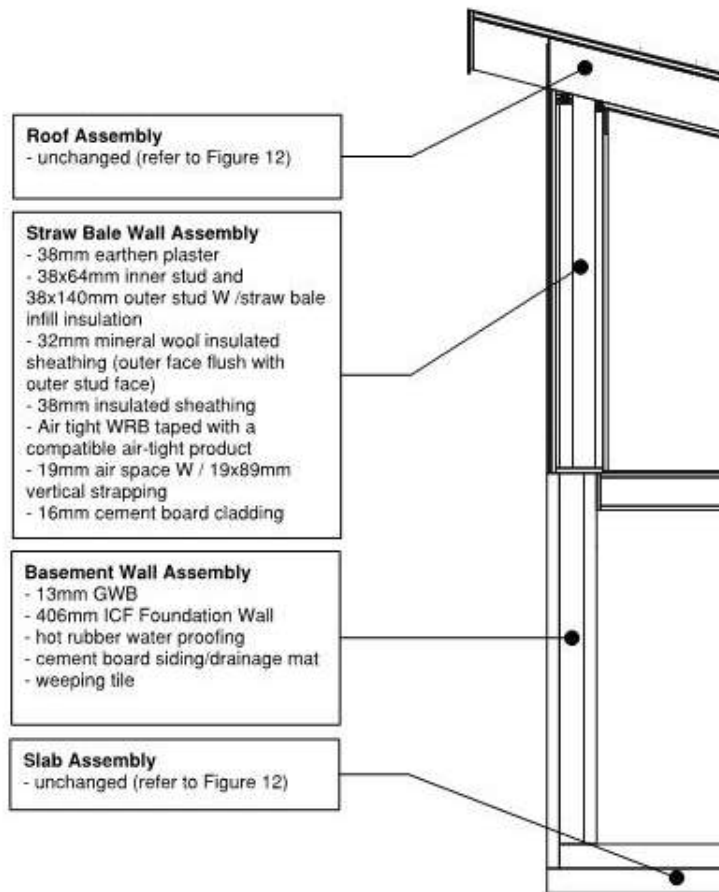 Roof Assembly
- unchanged (refer to Figure 12)
Straw Bale Wall Assembly
- 38mm earthen plaster
- 38x64mm inner stud and
38x140mm outer stud W /straw bale
infill insulation
- 32mm mineral wool insulated
sheathing (outer face flush with
outer stud face)
- 38mm insulated sheathing
- Air tight WRB taped with a
compatible air-tight product
- 19mm air space W / 19x89mm
vertical strapping
- 16mm cement board cladding
Basement Wall Assembly
- 13mm GWB
- 406mm ICF Foundation Wall
- hot rubber water proofing
- cement board siding/drainage mat
- weeping tile
Slab Assembly
- unchanged (refer to Figure 12)